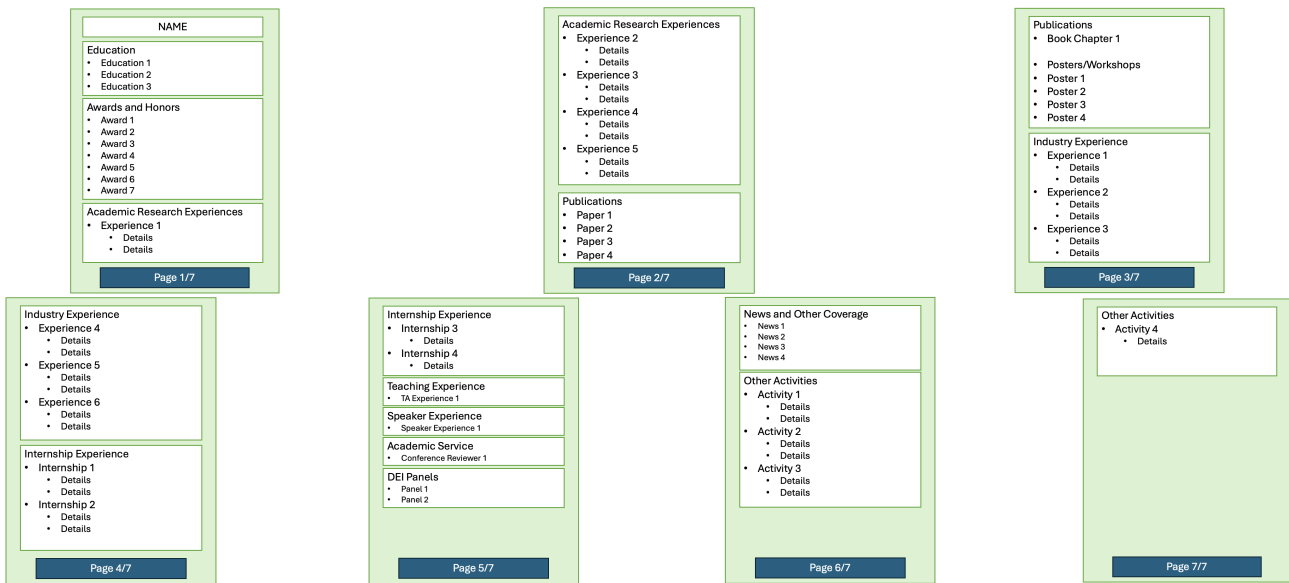 NAME
Education
• Education 1
• Education 2
• Education 3
Awards and Honors
• Award 1
• Award 2
• Award 3
• Award 4
• Award 5
• Award 6
• Award 7
Academic Research Experiences
• Experience 1
• Details
• Details
Page 1/7
Academic Research Experiences
• Experience 2
• Details
• Details
• Experience 3
• Details
• Details
• Experience 4
• Details
• Details
• Experience 5
• Details
• Details
Publications
• Paper 1
• Paper 2
• Paper 3
• Paper 4
Page 2/7
Publications
• Book Chapter 1
• Posters/Workshops
• Poster 1
• Poster 2
• Poster 3
• Poster 4
Industry Experience
• Experience 1
• Details
• Details
• Experience 2
• Details
• Details
• Experience 3
• Details
• Details
Page 3/7
Industry Experience
• Experience 4
• Details
• Details
• Experience 5
• Details
• Details
• Experience 6
• Details
• Details
Internship Experience
• Internship 1
• Details
• Details
• Internship 2
• Details
• Details
Page 4/7
Internship Experience
• Internship 3
• Details
• Internship 4
• Details
Teaching Experience
• TA Experience 1
Speaker Experience
• Speaker Experience 1
Academic Service
• Conference Reviewer 1
DEI Panels
• Panel 1
• Panel 2
Page 5/7
News and Other Coverage
• News 1
• News 2
• News 3
• News 4
Other Activities
• Activity 1
• Details
• Details
• Activity 2
• Details
• Details
• Activity 3
• Details
• Details
Page 6/7
Other Activities
• Activity 4
• Details
Page 7/7